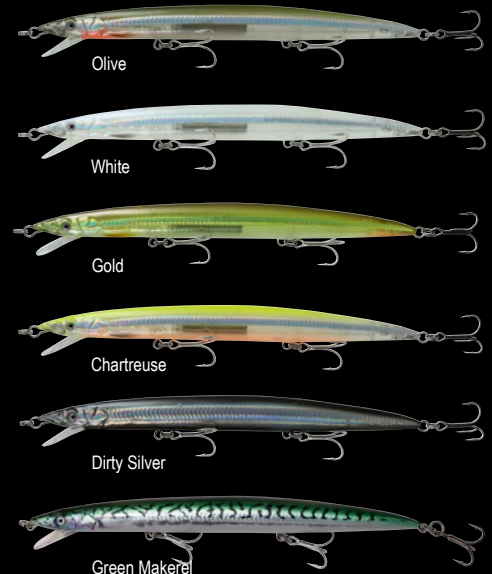 Olive
White
Gold
Chartreuse
Dirty Silver
Green Makerel